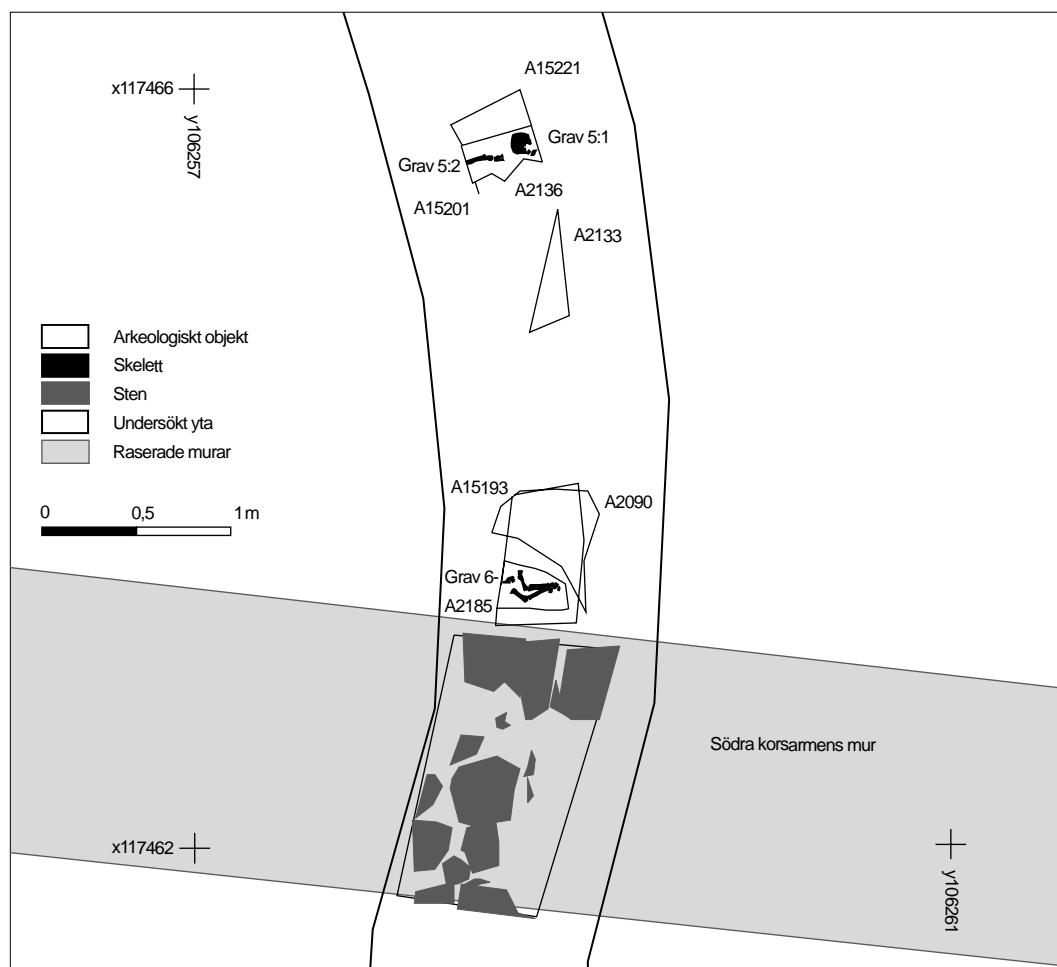 A15221
x117466
y106257
Grav 5:1
Grav 5:2
A2136
A15201
A2133
Arkeologiskt objekt
Skelett
Sten
Undersökt yta
Raserade murar
A15193
A2090
0 0,5 1 m
Grav 6-
A2185
Södra korsarmens mur
x117462
y106261